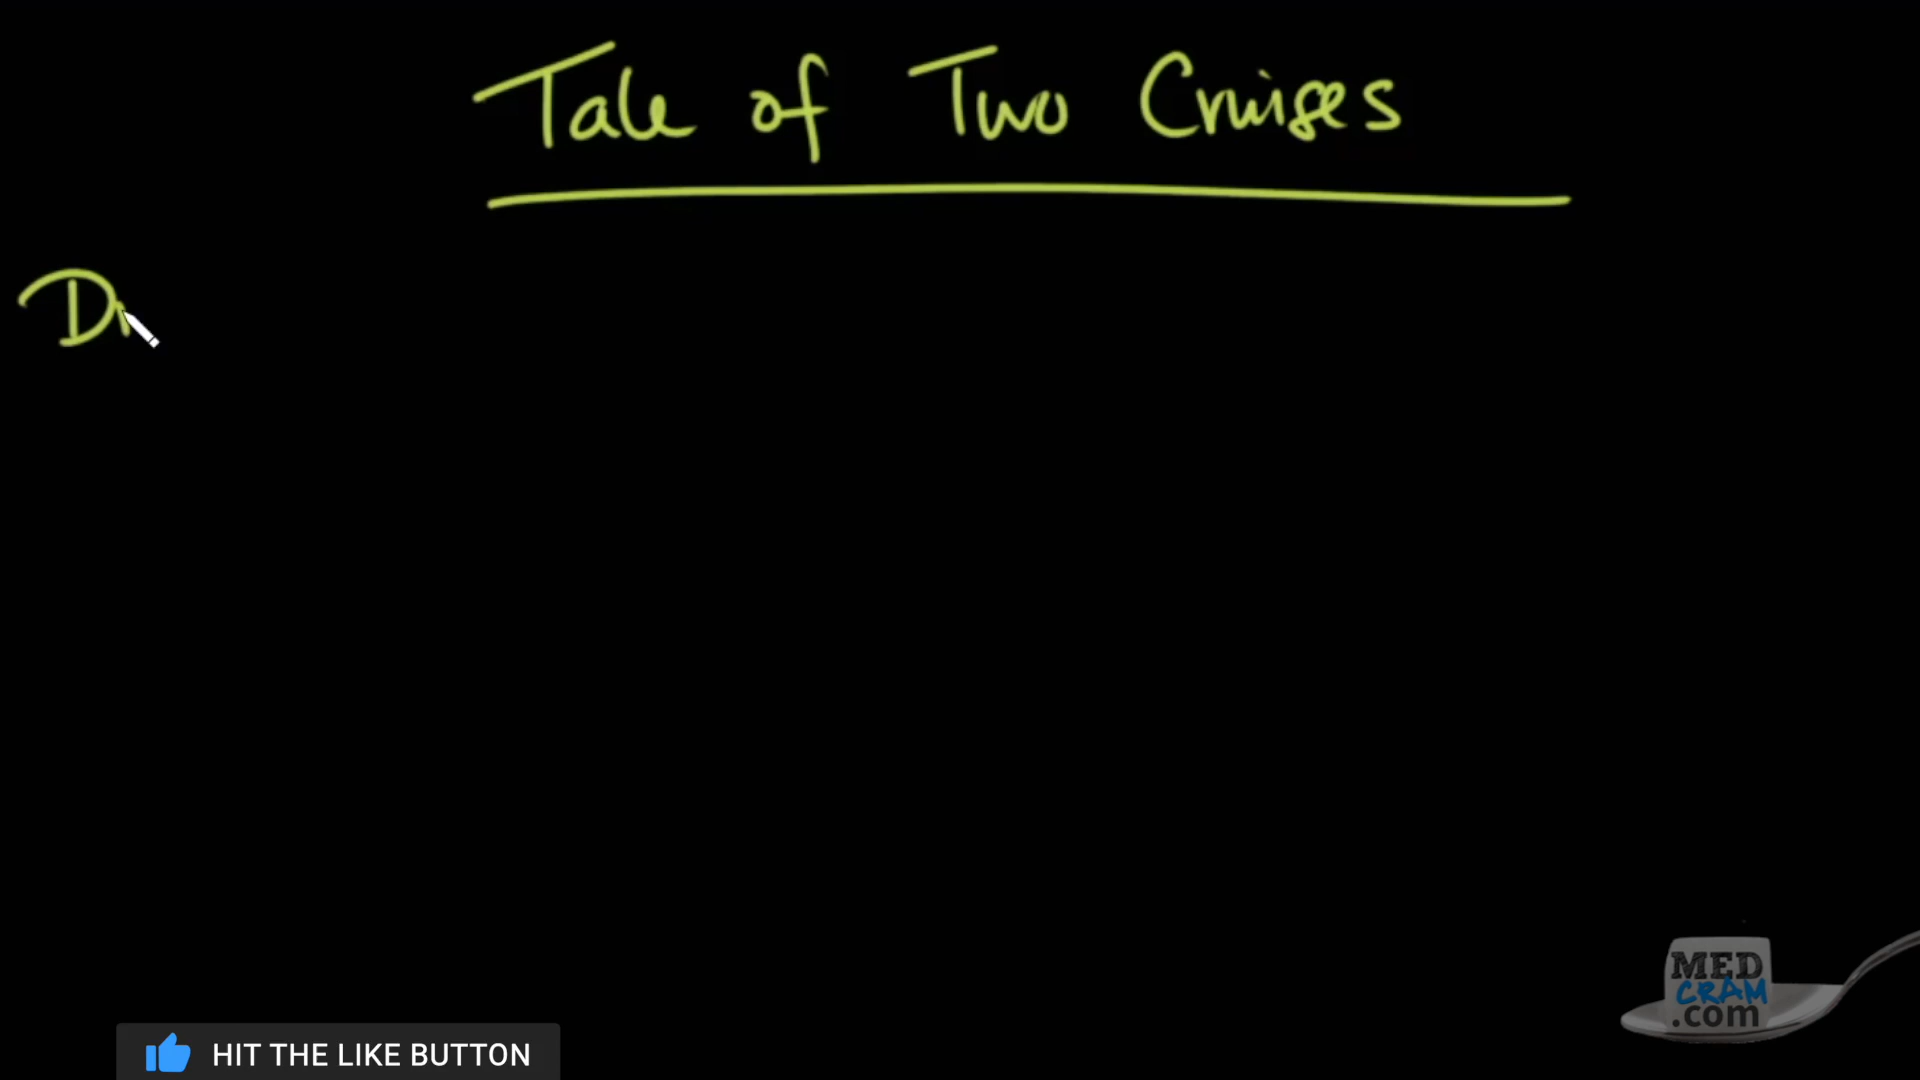 Tale of Two Cruises
D
HIT THE LIKE BUTTON
MED
CRAM
.com